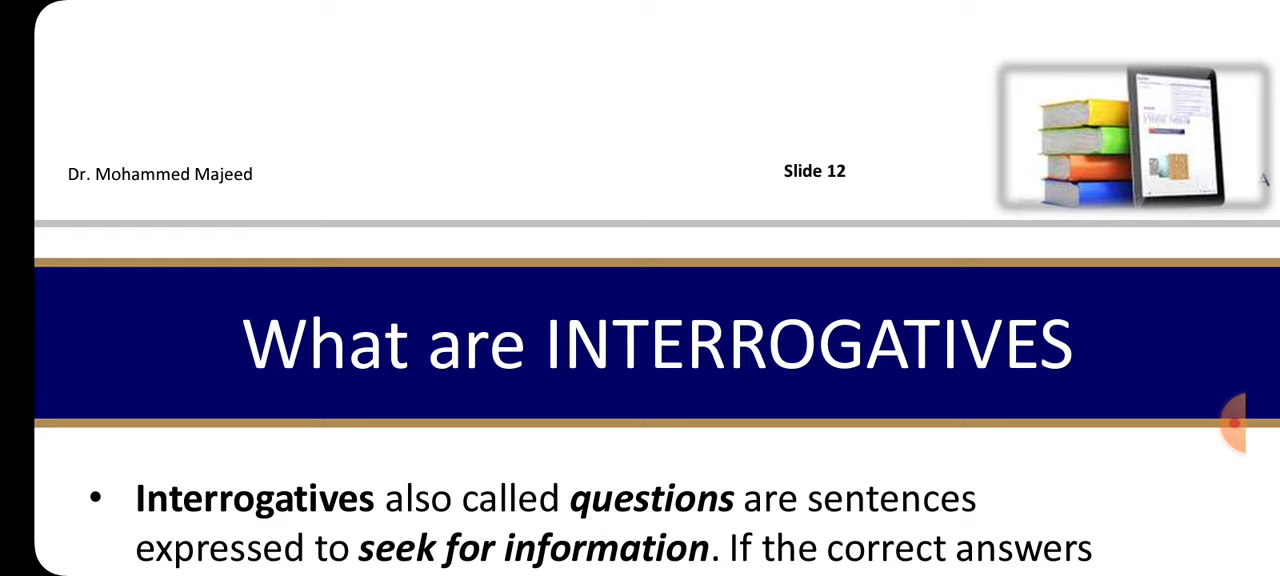 Dr. Mohammed Majeed
Slide 12
A
What are INTERROGATIVES
• Interrogatives also called questions are sentences
expressed to seek for information. If the correct answers